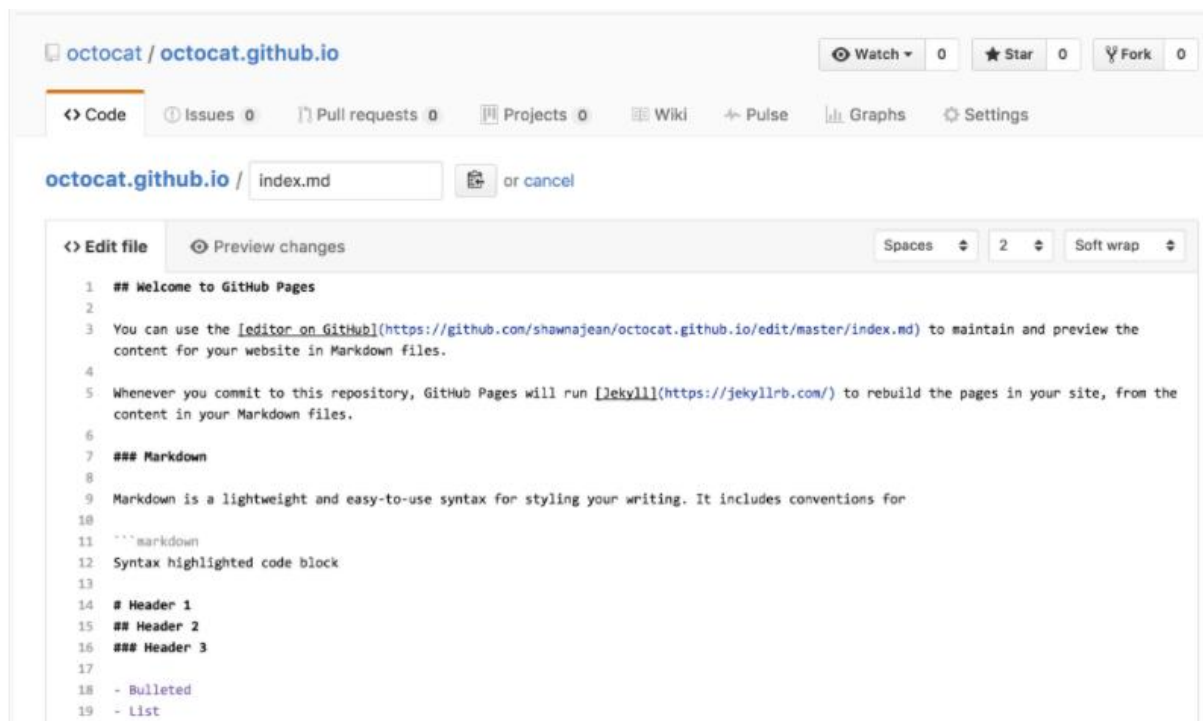 octocat / octocat.github.io
Watch 0 Star 0 Fork 0
<> Code Issues 0 Pull requests 0 Projects 0 Wiki Pulse Graphs Settings
octocat.github.io / index.md or cancel
<> Edit file Preview changes Spaces 2 Soft wrap
1 ## Welcome to GitHub Pages
2
3 You can use the [editor on GitHub](https://github.com/shawnajean/octocat.github.io/edit/master/index.md) to maintain and preview the
content for your website in Markdown files.
4
5 Whenever you commit to this repository, GitHub Pages will run [Jekyll](https://jekyllrb.com/) to rebuild the pages in your site, from the
content in your Markdown files.
6
7 ### Markdown
8
9 Markdown is a lightweight and easy-to-use syntax for styling your writing. It includes conventions for
10
11 ```markdown
12 Syntax highlighted code block
13
14 # Header 1
15 ## Header 2
16 ### Header 3
17
18 - Bulleted
19 - List